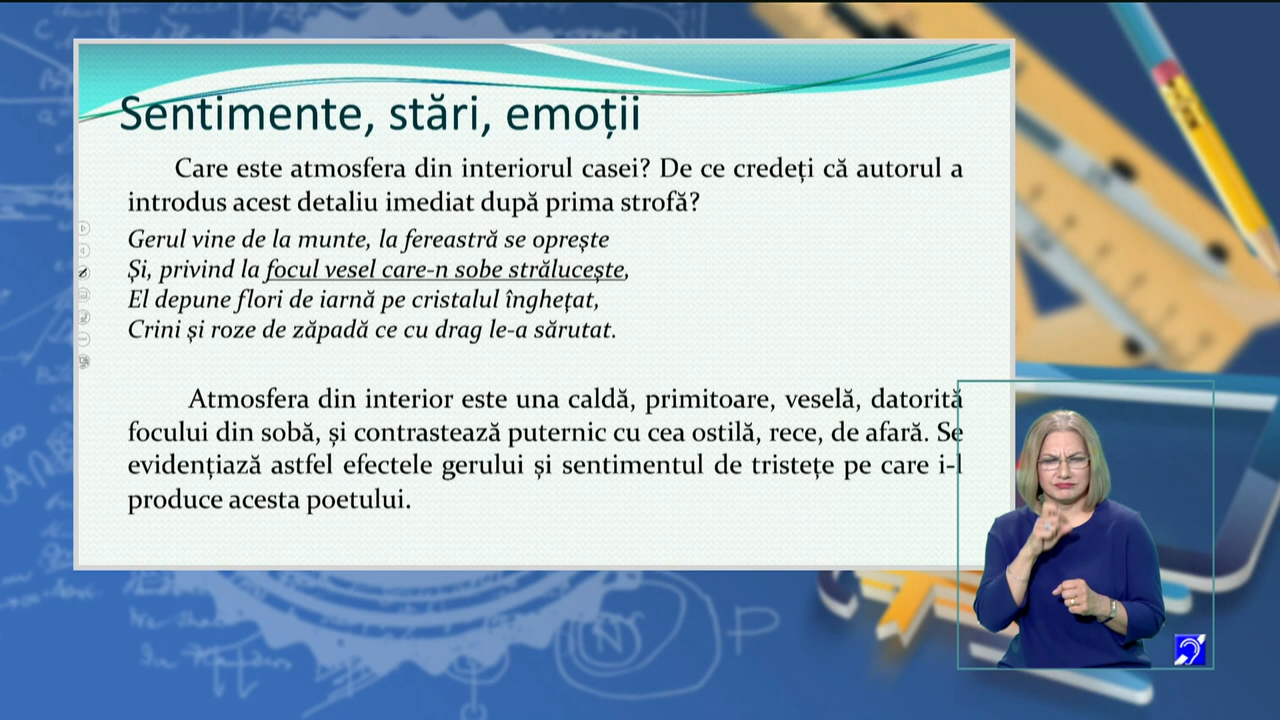 Sentimente, stări, emoții
Care este atmosfera din interiorul casei? De ce credeți că autorul a
introdus acest detaliu imediat după prima strofă?
Gerul vine de la munte, la fereastră se oprește
Și, privind la focul vesel care-n sobe strălucește,
El depune flori de iarnă pe cristalul înghețat,
Crini și roze de zăpadă ce cu drag le-a sărutat.
Atmosfera din interior este una caldă, primitoare, veselă, datorită
focului din sobă, și contrastează puternic cu cea ostilă, rece, de afară. Se
evidențiază astfel efectele gerului și sentimentul de tristețe pe care i-l
produce acesta poetului.
N
P